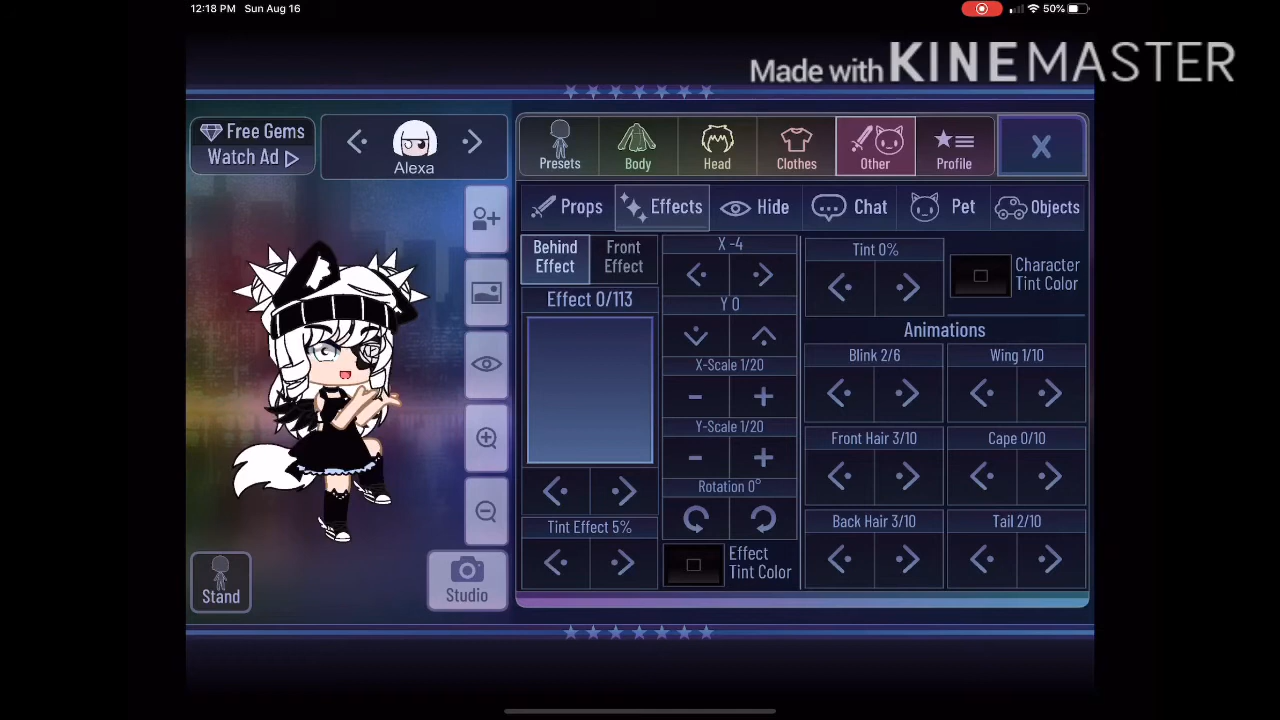 12:18 PM Sun Aug 16
50%
Made with KINEMASTER
Free Gems
Watch Ad
Alexa
Presets
Body
Head
Clothes
Other
Profile
X
Props
Effects
Hide
Chat
Pet
Objects
Behind
Effect
Front
Effect
Effect 0/113
Tint Effect 5%
X -4
Y 0
X-Scale 1/20
Y-Scale 1/20
Rotation 0°
Effect
Tint Color
Tint 0%
Character
Tint Color
Animations
Blink 2/6
Wing 1/10
Front Hair 3/10
Cape 0/10
Back Hair 3/10
Tail 2/10
Stand
Studio